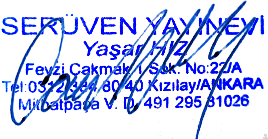 SERÜVEN YAYINEVİ
Yaşar HIZ
Fevzi Çakmak 1. Sok. No:22/A
Tel:0312 384 80 40 Kızılay/ANKARA
Mithatpaşa V. D. 491 295 31026